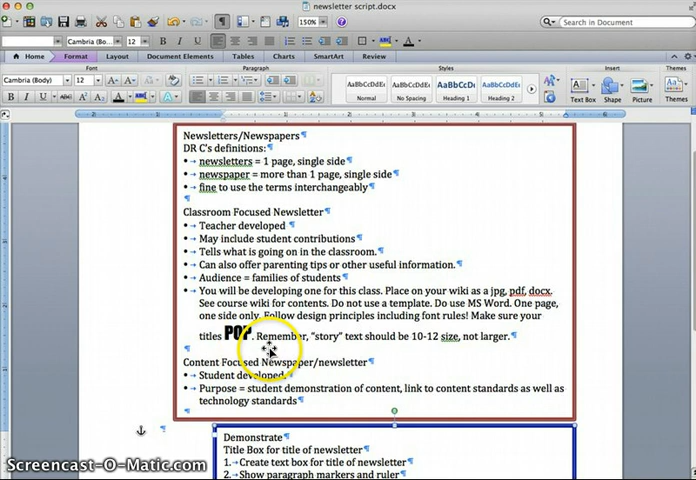 newsletter script.docx
150%
Search in Document
Cambria (Bo...
12
Home Format Layout Document Elements Tables Charts SmartArt Review
Font Paragraph Styles Insert Themes
Cambria (Body)
12
AaBbCcDdEe AaBbCcDdEe AaBbCcDc AaBbCcDdEe
Normal No Spacing Heading 1 Heading 2
Text Box Shape Picture Themes
Newsletters/Newspapers
DR C's definitions:
newsletters = 1 page, single side
newspaper = more than 1 page, single side
fine to use the terms interchangeably
Classroom Focused Newsletter
Teacher developed
May include student contributions
Tells what is going on in the classroom.
Can also offer parenting tips or other useful information.
Audience = families of students
You will be developing one for this class. Place on your wiki as a jpg, pdf, docx.
See course wiki for contents. Do not use a template. Do use MS Word. One page,
one side only. Follow design principles including font rules! Make sure your
titles POP. Remember, “story” text should be 10-12 size, not larger.
Content Focused Newspaper/newsletter
Student developed.
Purpose = student demonstration of content, link to content standards as well as
technology standards
Demonstrate
Title Box for title of newsletter
1. Create text box for title of newsletter
2. Show paragraph markers and ruler
Screencast-O-Matic.com